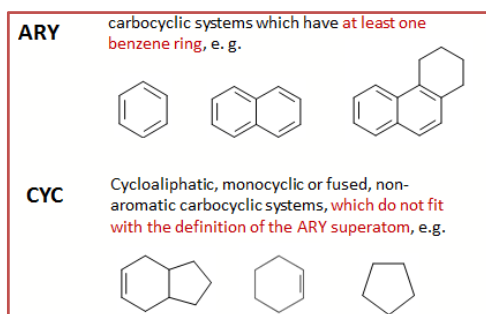 ARY
carbocyclic systems which have at least one
benzene ring, e. g.
CYC
Cycloaliphatic, monocyclic or fused, non-
aromatic carbocyclic systems, which do not fit
with the definition of the ARY superatom, e.g.